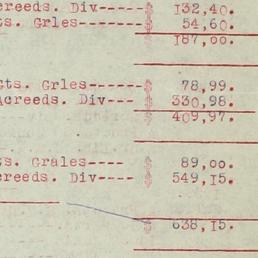 creeds. Div----- $ 132,40.
ts. Grles------- $ 54,60.
$ 187,00.
Cts. Grles------ $ 78,99.
Acreeds. Div---- $ 330,98.
$ 409,97.
ts. Grales----- $ 89,00.
creeds. Div---- $ 549,15.
$ 638,15.